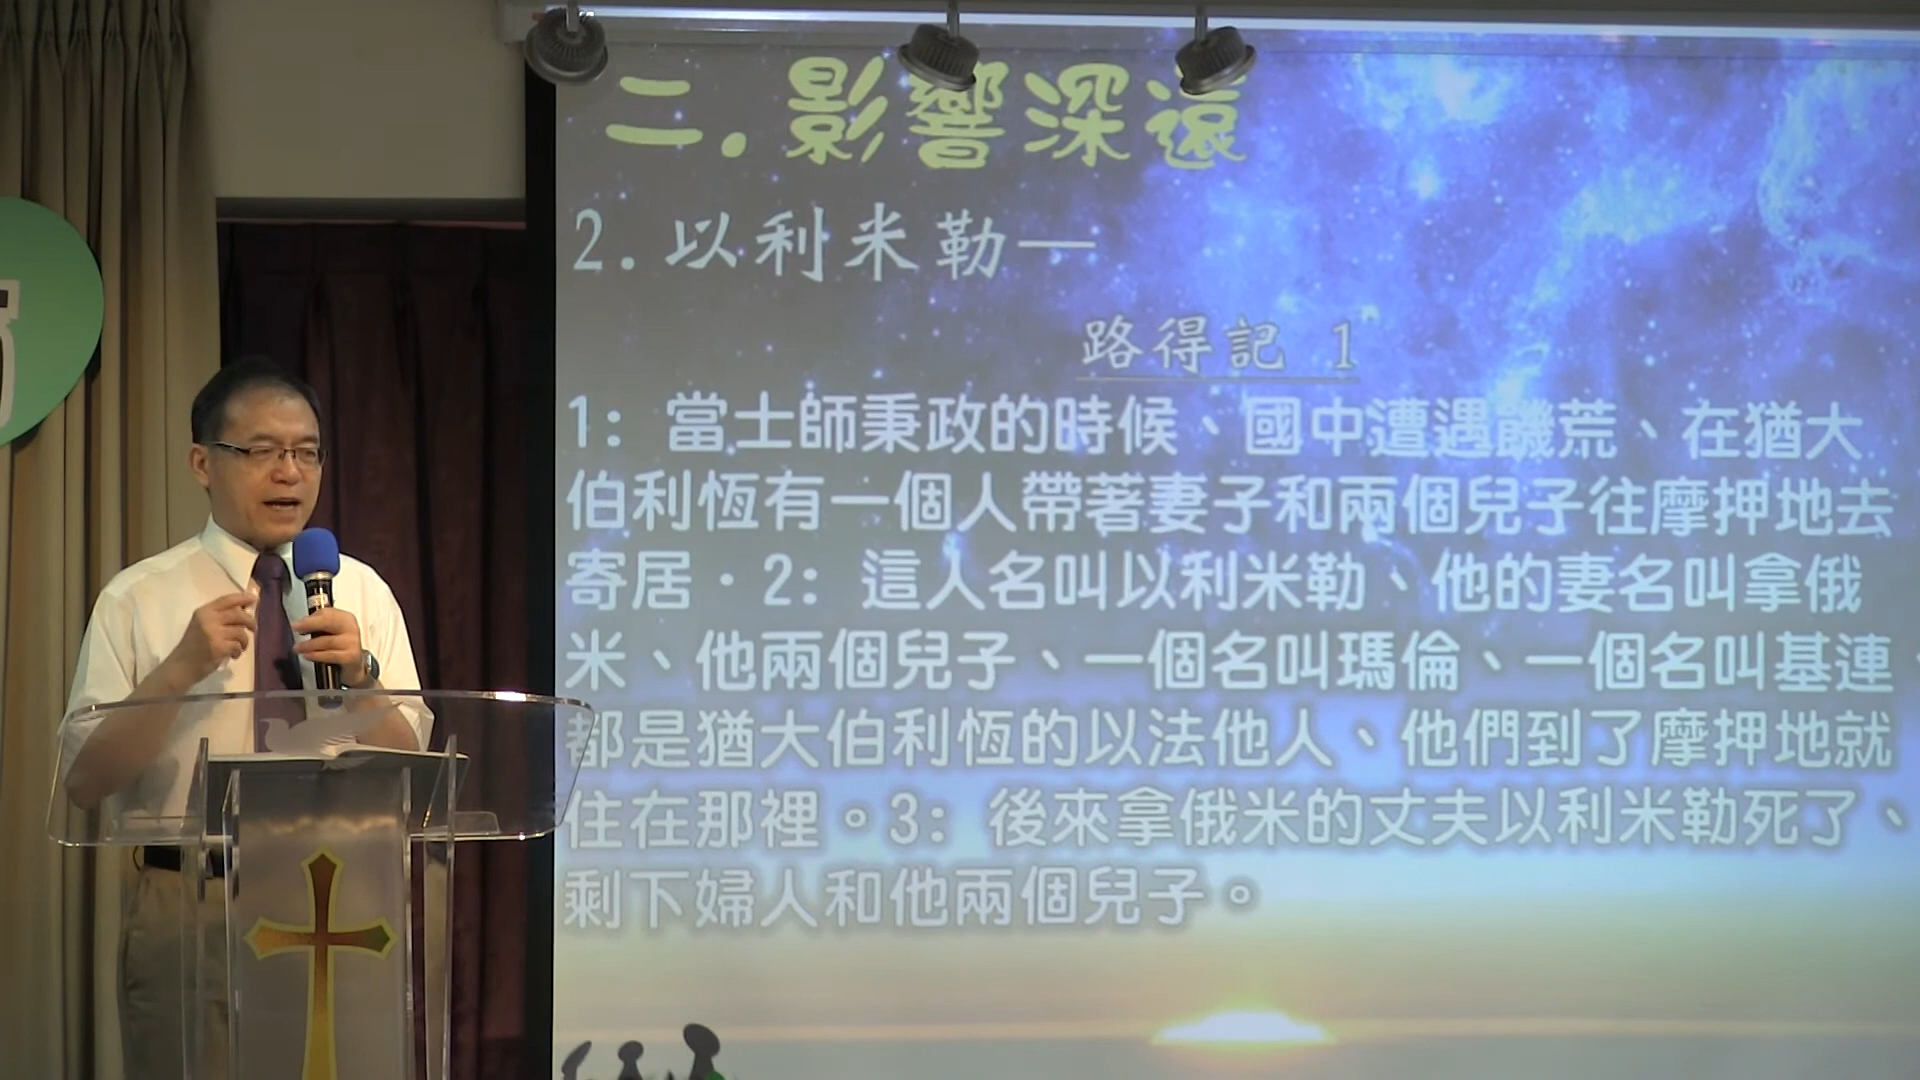 二.影響深遠
2.以利米勒—
路得記 1
1: 當士師秉政的時候、國中遭遇饑荒、在猶大
伯利恆有一個人帶著妻子和兩個兒子往摩押地去
寄居．2: 這人名叫以利米勒、他的妻名叫拿俄
米、他兩個兒子、一個名叫瑪倫、一個名叫基連、
都是猶大伯利恆的以法他人、他們到了摩押地就
住在那裡。3: 後來拿俄米的丈夫以利米勒死了、
剩下婦人和他兩個兒子。